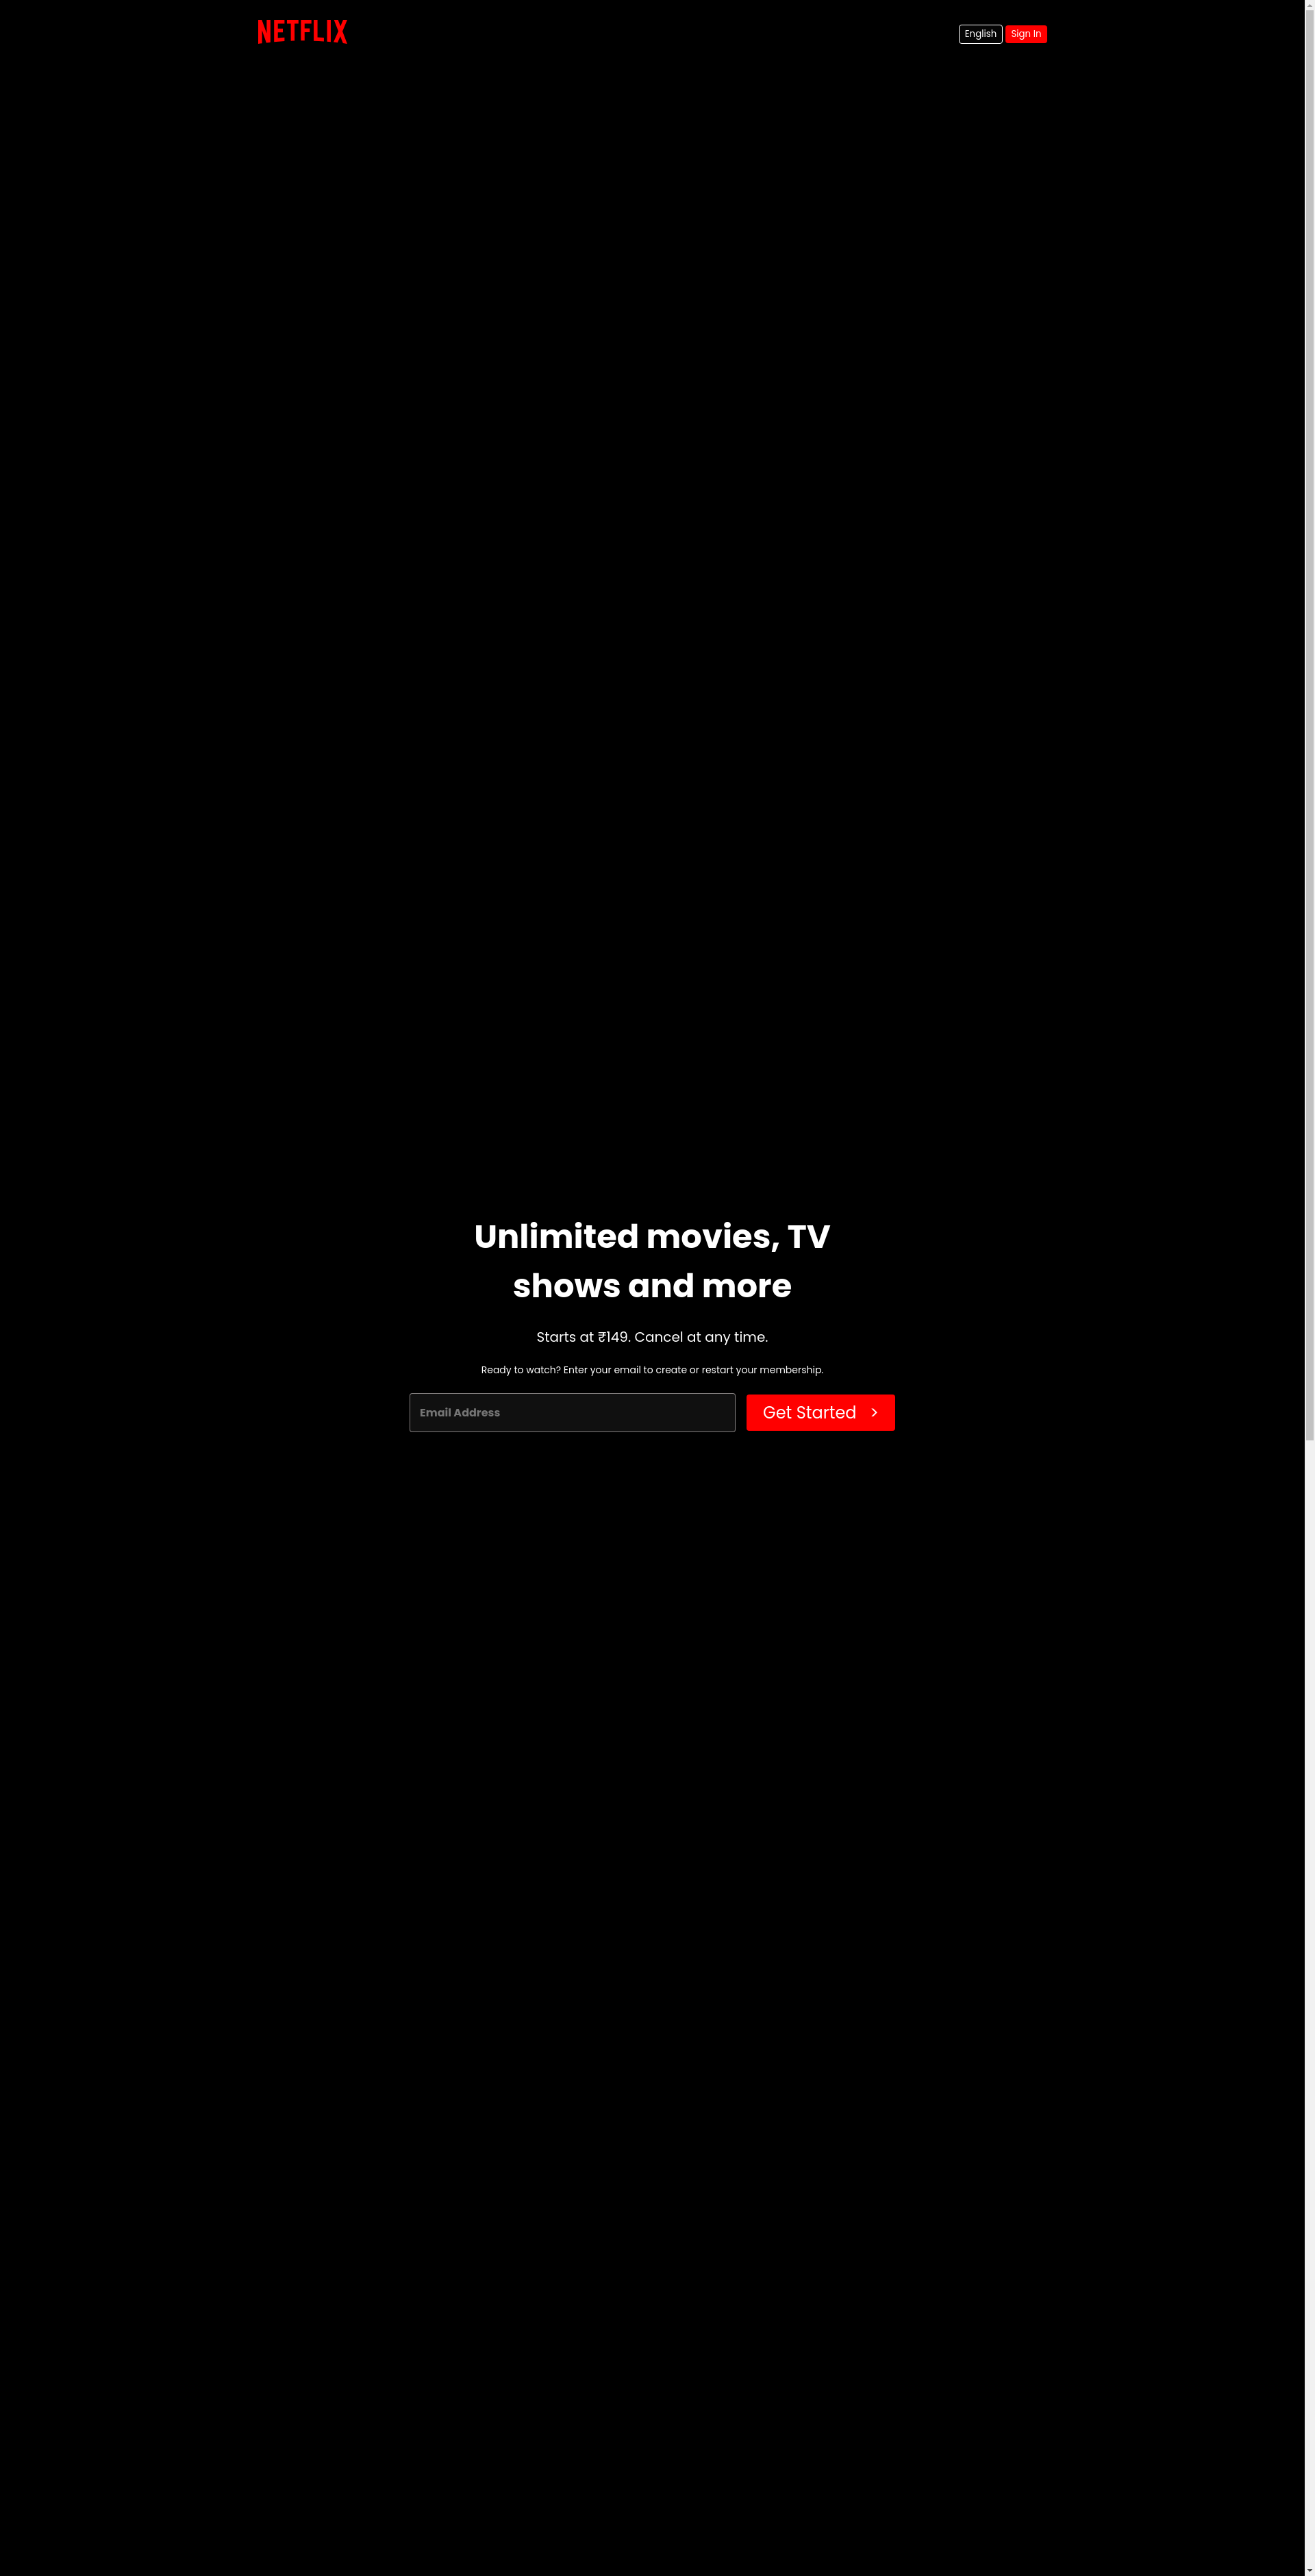 NETFLIX
English
Sign In
Unlimited movies, TV
shows and more
Starts at ₹149. Cancel at any time.
Ready to watch? Enter your email to create or restart your membership.
Email Address
Get Started >